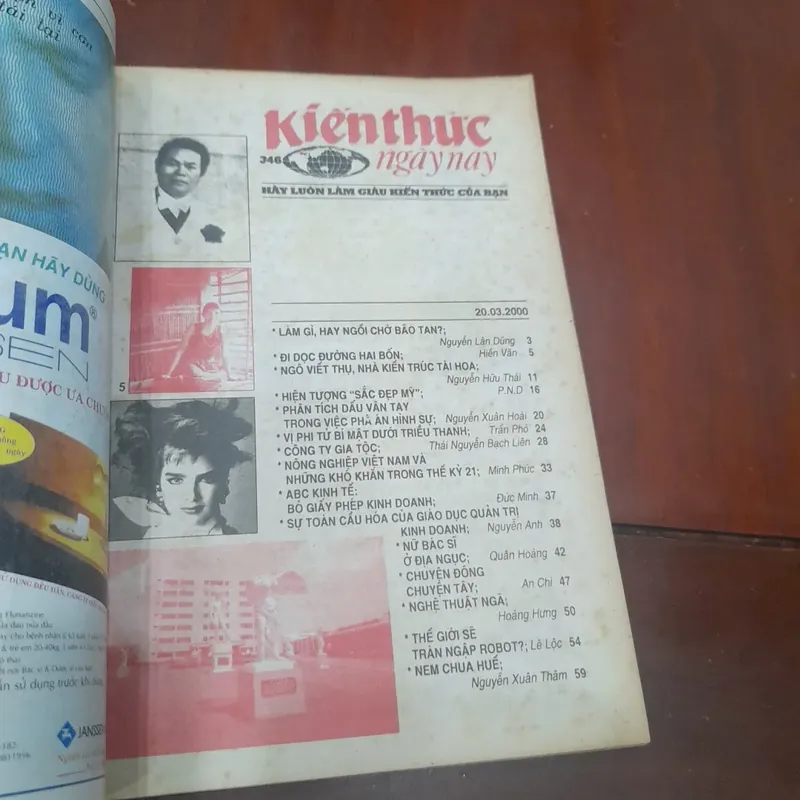 ẠN HÃY DÙNG
um®
SEN
U ĐƯỢC ƯA CHU
JANSSEN
Kiến thức
346
ngày nay
HÃY LUÔN LÀM GIÀU KIẾN THỨC CỦA BẠN
20.03.2000
* LÀM GÌ, HAY NGỒI CHỜ BÃO TAN?;
Nguyễn Lân Dũng 3
* ĐI DỌC ĐƯỜNG HAI BỐN; Hiền Văn 5
* NGÔ VIẾT THỤ, NHÀ KIẾN TRÚC TÀI HOA;
Nguyễn Hữu Thái 11
* HIỆN TƯỢNG "SẮC ĐẸP MỸ"; P.N.D 16
* PHÂN TÍCH DẤU VÂN TAY
TRONG VIỆC PHÁ ÁN HÌNH SỰ; Nguyễn Xuân Hoài 20
* VỊ PHI TỬ BÍ MẬT DƯỚI TRIỀU THANH; Trần Phò 24
* CÔNG TY GIA TỘC; Thái Nguyễn Bạch Liên 28
* NÔNG NGHIỆP VIỆT NAM VÀ
NHỮNG KHÓ KHĂN TRONG THẾ KỶ 21; Minh Phúc 33
* ABC KINH TẾ:
BỎ GIẤY PHÉP KINH DOANH; Đức Minh 37
* SỰ TOÀN CẦU HÓA CỦA GIÁO DỤC QUẢN TRỊ
KINH DOANH; Nguyễn Anh 38
* NỮ BÁC SĨ
Ở ĐỊA NGỤC; Quân Hoàng 42
* CHUYỆN ĐÔNG
CHUYỆN TÂY; An Chi 47
* NGHỆ THUẬT NGÃ;
Hoàng Hưng 50
* THẾ GIỚI SẼ
TRÀN NGẬP ROBOT?; Lê Lộc 54
* NEM CHUA HUẾ;
Nguyễn Xuân Thâm 59
5